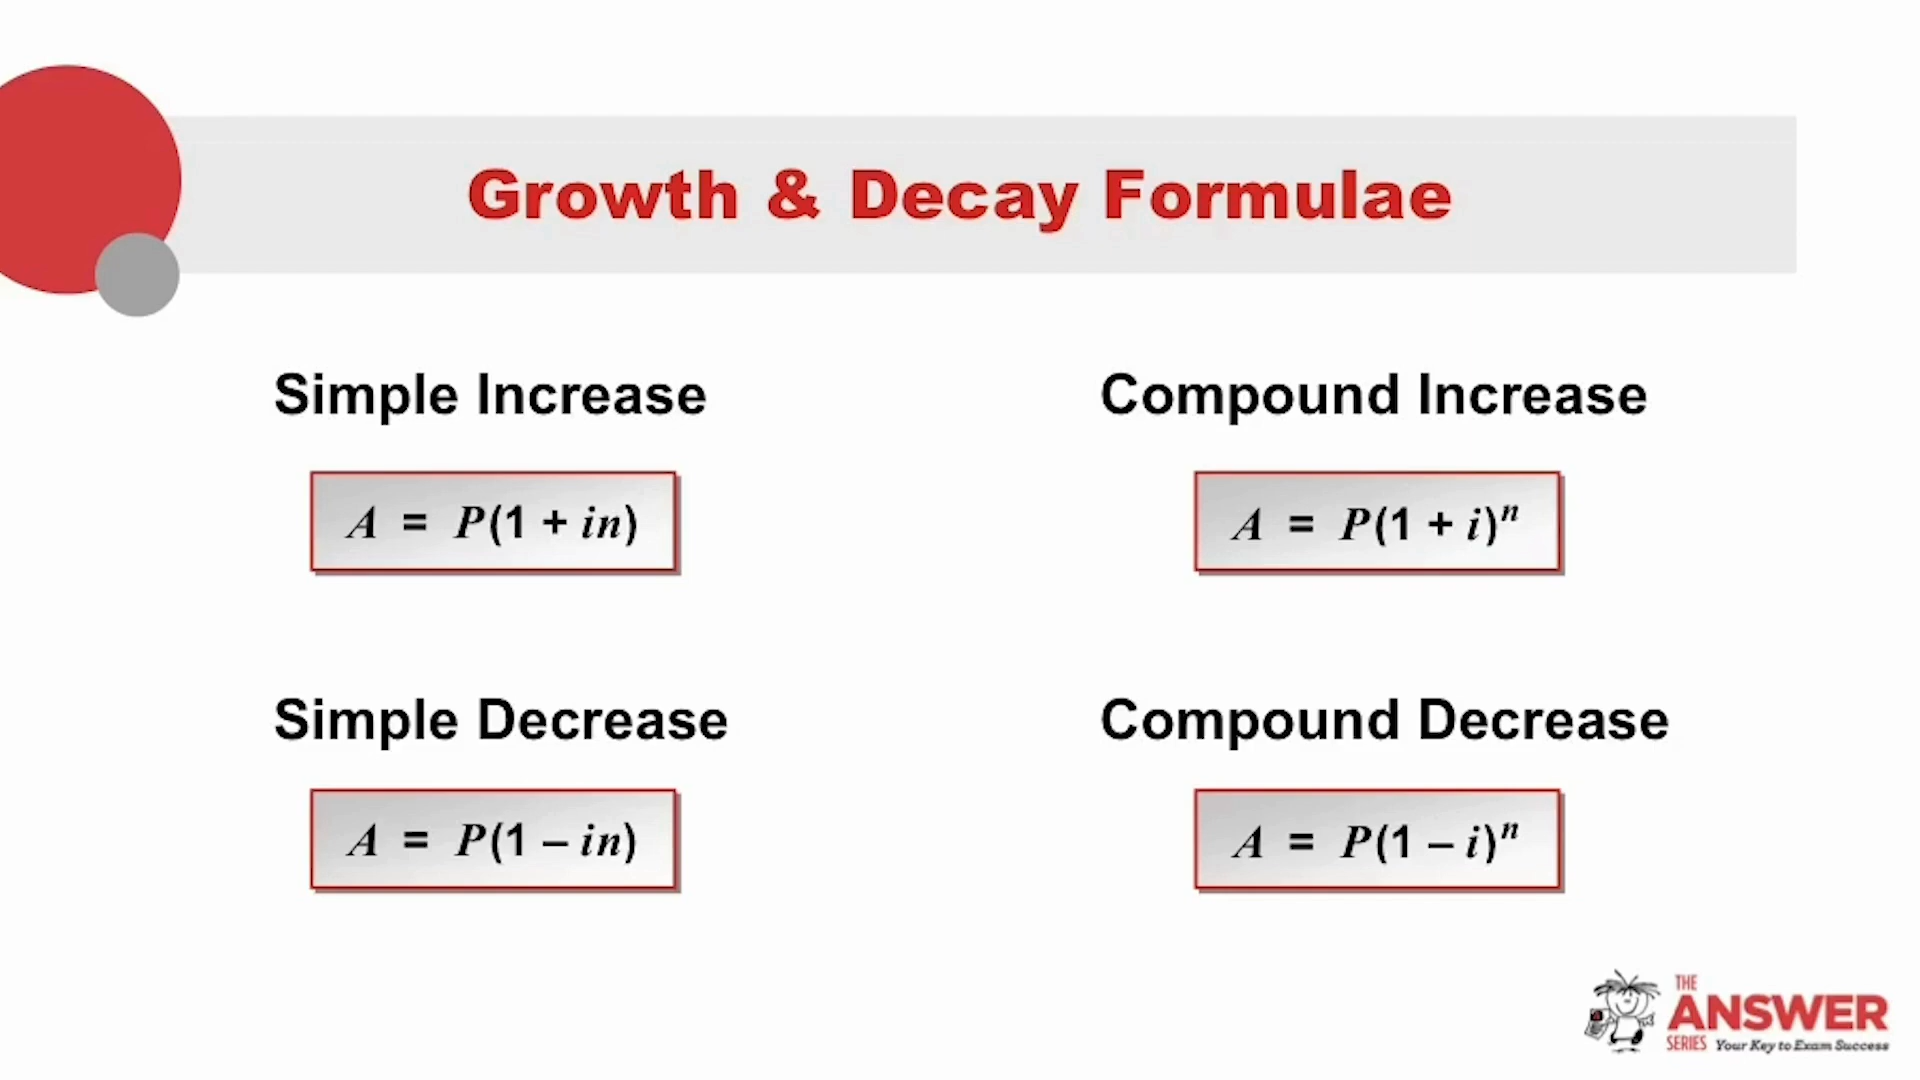 Growth & Decay Formulae
Simple Increase
A = P(1 + in)
Compound Increase
A = P(1 + i)ⁿ
Simple Decrease
A = P(1 – in)
Compound Decrease
A = P(1 – i)ⁿ
THE
ANSWER
SERIES Your Key to Exam Success